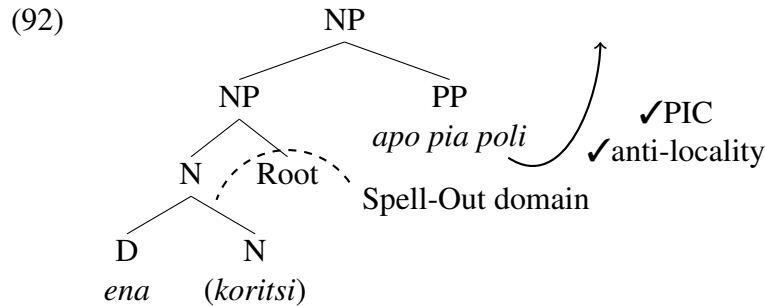 (92) NP
NP PP
apo pia poli
✓PIC
✓anti-locality
N Root
Spell-Out domain
D N
ena (koritsi)